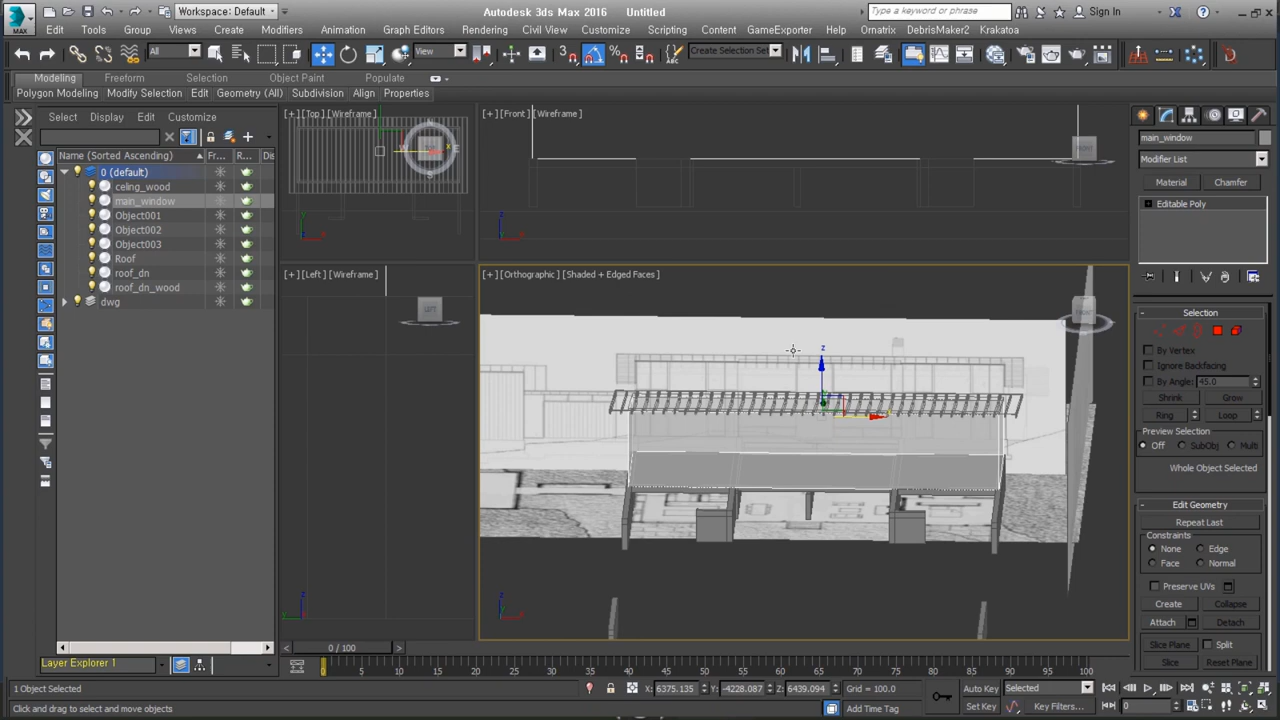 MAX
Workspace: Default
Autodesk 3ds Max 2016 Untitled
Type a keyword or phrase
Sign In
Edit Tools Group Views Create Modifiers Animation Graph Editors Rendering Civil View Customize Scripting Content GameExporter Help Ornatrix DebrisMaker2 Krakatoa
All
View
Create Selection Set
Modeling Freeform Selection Object Paint Populate
Polygon Modeling Modify Selection Edit Geometry (All) Subdivision Align Properties
Select Display Edit Customize
Name (Sorted Ascending) Fr... R... Dis
0 (default)
celing_wood
main_window
Object001
Object002
Object003
Roof
roof_dn
roof_dn_wood
dwg
Layer Explorer 1
[+] [Top] [Wireframe]
[+] [Front] [Wireframe]
FRONT
[+] [Left] [Wireframe]
LEFT
[+] [Orthographic] [Shaded + Edged Faces]
main_window
Modifier List
Material Chamfer
Editable Poly
Selection
By Vertex
Ignore Backfacing
By Angle: 45.0
Shrink Grow
Ring Loop
Preview Selection
Off SubObj Multi
Whole Object Selected
Edit Geometry
Repeat Last
Constraints
None Edge
Face Normal
Preserve UVs
Create Collapse
Attach Detach
Slice Plane Split
Slice Reset Plane
0 / 100
0 5 10 15 20 25 30 35 40 45 50 55 60 65 70 75 80 85 90 95 100
1 Object Selected
X: 6375.135 Y: -4228.087 Z: 6439.094 Grid = 100.0
Auto Key Selected
Click and drag to select and move objects
Add Time Tag
Set Key Key Filters... 0